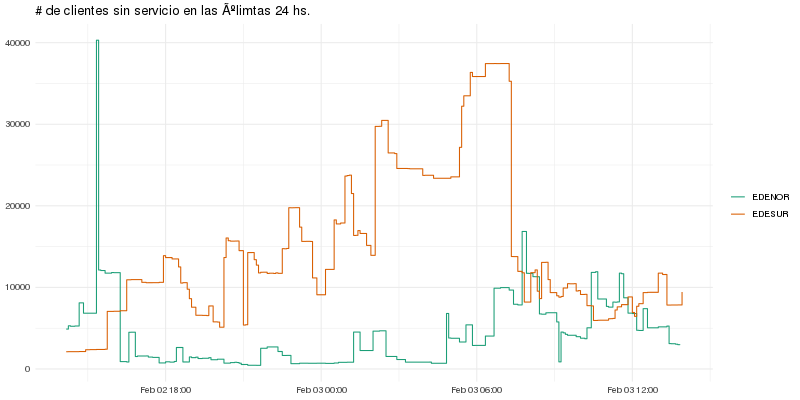 # de clientes sin servicio en las Ãºlimtas 24 hs.
40000
30000
20000
10000
0
Feb 02 18:00
Feb 03 00:00
Feb 03 06:00
Feb 03 12:00
EDENOR
EDESUR